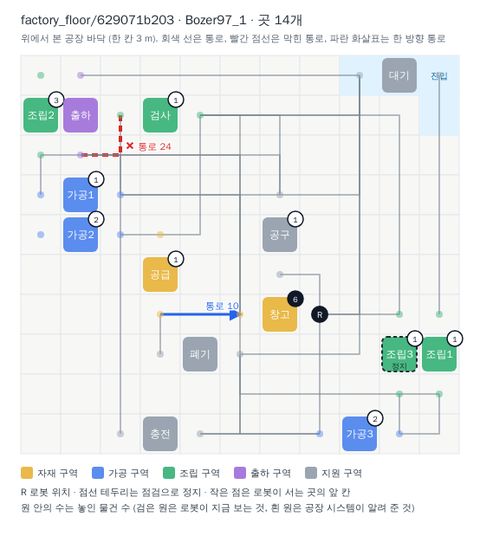 factory_floor/629071b203 · Bozer97_1 · 곳 14개
위에서 본 공장 바닥 (한 칸 3 m). 회색 선은 통로, 빨간 점선은 막힌 통로, 파란 화살표는 한 방향 통로
대기
조립2 3
출하
검사 1
통로 24
가공1 1
가공2 2
공구 1
공급 1
통로 10
창고 6
R
폐기
조립3 1
정지
조립1 1
충전
가공3 2
자재 구역 가공 구역 조립 구역 출하 구역 지원 구역
R 로봇 위치 · 점선 테두리는 점검으로 정지 · 작은 점은 로봇이 서는 곳의 앞 칸
원 안의 수는 놓인 물건 수 (검은 원은 로봇이 지금 보는 것, 흰 원은 공장 시스템이 알려 준 것)